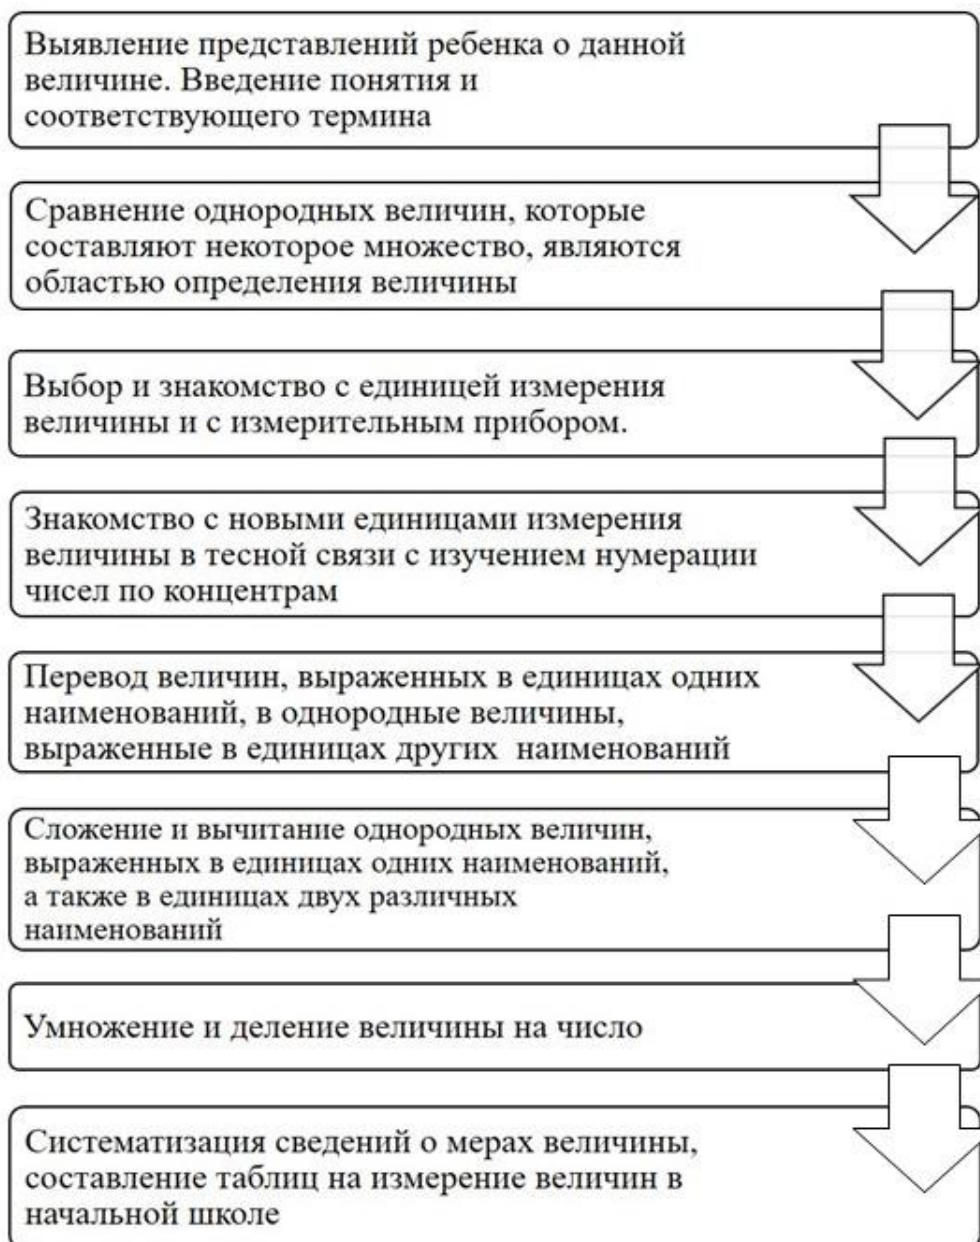 Выявление представлений ребенка о данной
величине. Введение понятия и
соответствующего термина
Сравнение однородных величин, которые
составляют некоторое множество, являются
областью определения величины
Выбор и знакомство с единицей измерения
величины и с измерительным прибором.
Знакомство с новыми единицами измерения
величины в тесной связи с изучением нумерации
чисел по концентрам
Перевод величин, выраженных в единицах одних
наименований, в однородные величины,
выраженные в единицах других наименований
Сложение и вычитание однородных величин,
выраженных в единицах одних наименований,
а также в единицах двух различных
наименований
Умножение и деление величины на число
Систематизация сведений о мерах величины,
составление таблиц на измерение величин в
начальной школе